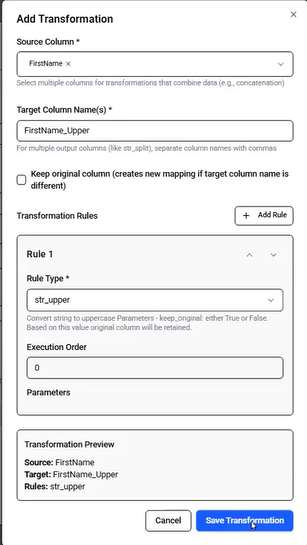 Add Transformation
Source Column *
FirstName ×
Select multiple columns for transformations that combine data (e.g., concatenation)
Target Column Name(s) *
FirstName_Upper
For multiple output columns (like str_split), separate column names with commas
Keep original column (creates new mapping if target column name is
different)
Transformation Rules
+ Add Rule
Rule 1
Rule Type *
str_upper
Convert string to uppercase Parameters - keep_original: either True or False.
Based on this value original column will be retained.
Execution Order
0
Parameters
Transformation Preview
Source: FirstName
Target: FirstName_Upper
Rules: str_upper
Cancel
Save Transformation